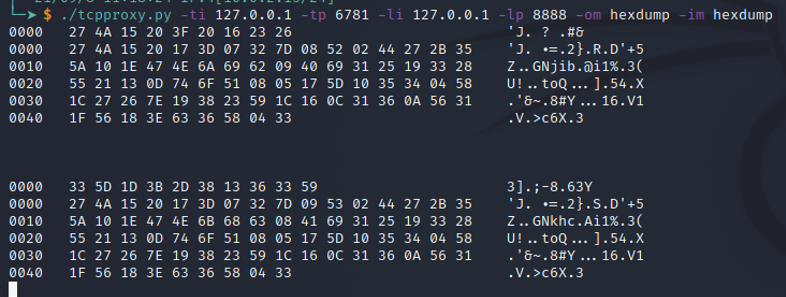 $ ./tcpproxy.py -ti 127.0.0.1 -tp 6781 -li 127.0.0.1 -lp 8888 -om hexdump -im hexdump
0000 27 4A 15 20 3F 20 16 23 26 'J. ? .#&
0000 27 4A 15 20 17 3D 07 32 7D 08 52 02 44 27 2B 35 'J. .=.2}.R.D'+5
0010 5A 10 1E 47 4E 6A 69 62 09 40 69 31 25 19 33 28 Z..GNjib.@i1%.3(
0020 55 21 13 0D 74 6F 51 08 05 17 5D 10 35 34 04 58 U!..toQ...].54.X
0030 1C 27 26 7E 19 38 23 59 1C 16 0C 31 36 0A 56 31 .'&~.8#Y...16.V1
0040 1F 56 18 3E 63 36 58 04 33 .V.>c6X.3
0000 33 5D 1D 3B 2D 38 13 36 33 59 3].;-8.63Y
0000 27 4A 15 20 17 3D 07 32 7D 09 53 02 44 27 2B 35 'J. .=.2}.S.D'+5
0010 5A 10 1E 47 4E 6B 68 63 08 41 69 31 25 19 33 28 Z..GNkhc.Ai1%.3(
0020 55 21 13 0D 74 6F 51 08 05 17 5D 10 35 34 04 58 U!..toQ...].54.X
0030 1C 27 26 7E 19 38 23 59 1C 16 0C 31 36 0A 56 31 .'&~.8#Y...16.V1
0040 1F 56 18 3E 63 36 58 04 33 .V.>c6X.3